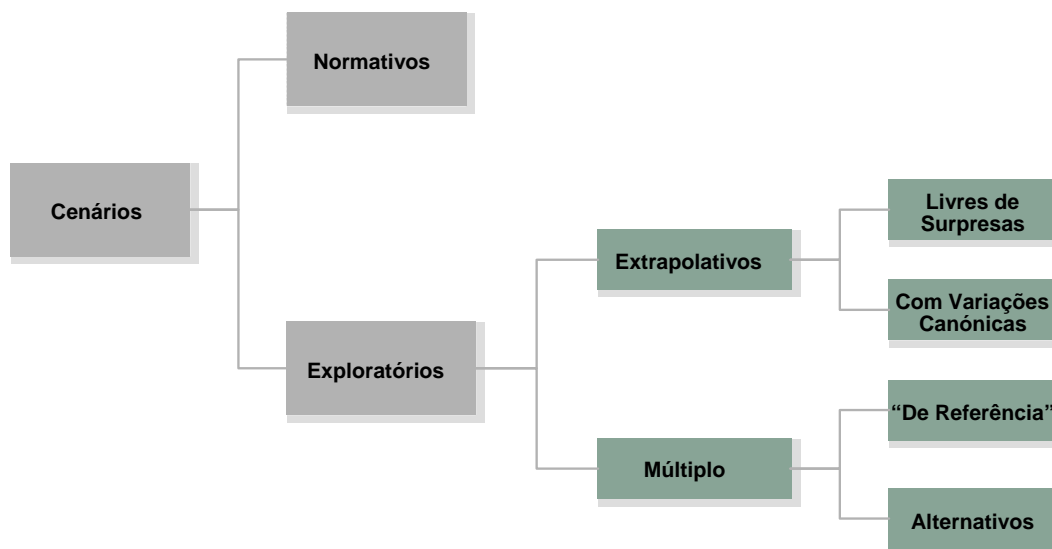 Normativos
Cenários
Livres de
Surpresas
Extrapolativos
Com Variações
Canónicas
Exploratórios
“De Referência”
Múltiplo
Alternativos